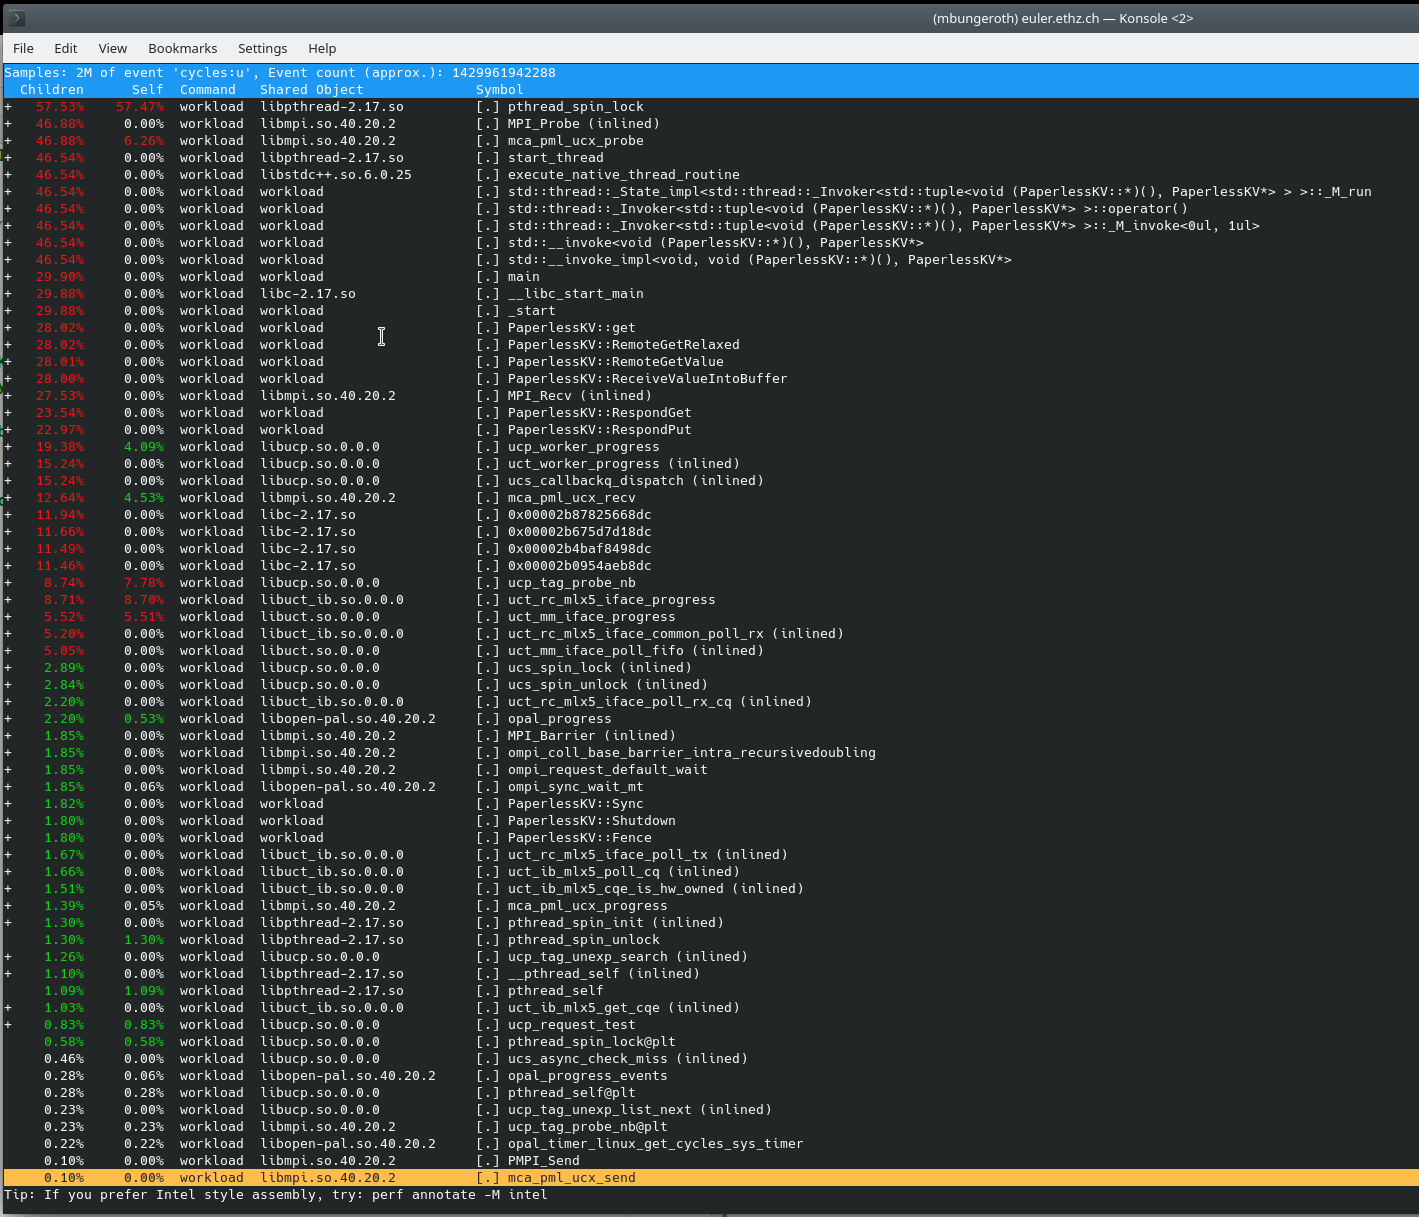 (mbungeroth) euler.ethz.ch — Konsole <2>
File Edit View Bookmarks Settings Help
Samples: 2M of event 'cycles:u', Event count (approx.): 1429961942288
Children Self Command Shared Object Symbol
+ 57.53% 57.47% workload libpthread-2.17.so [.] pthread_spin_lock
+ 46.88% 0.00% workload libmpi.so.40.20.2 [.] MPI_Probe (inlined)
+ 46.88% 6.26% workload libmpi.so.40.20.2 [.] mca_pml_ucx_probe
+ 46.54% 0.00% workload libpthread-2.17.so [.] start_thread
+ 46.54% 0.00% workload libstdc++.so.6.0.25 [.] execute_native_thread_routine
+ 46.54% 0.00% workload workload [.] std::thread::_State_impl<std::thread::_Invoker<std::tuple<void (PaperlessKV::*)(), PaperlessKV*> > >::_M_run
+ 46.54% 0.00% workload workload [.] std::thread::_Invoker<std::tuple<void (PaperlessKV::*)(), PaperlessKV*> >::operator()
+ 46.54% 0.00% workload workload [.] std::thread::_Invoker<std::tuple<void (PaperlessKV::*)(), PaperlessKV*> >::_M_invoke<0ul, 1ul>
+ 46.54% 0.00% workload workload [.] std::__invoke<void (PaperlessKV::*)(), PaperlessKV*>
+ 46.54% 0.00% workload workload [.] std::__invoke_impl<void, void (PaperlessKV::*)(), PaperlessKV*>
+ 29.90% 0.00% workload workload [.] main
+ 29.88% 0.00% workload libc-2.17.so [.] __libc_start_main
+ 29.88% 0.00% workload workload [.] _start
+ 28.02% 0.00% workload workload [.] PaperlessKV::get
+ 28.02% 0.00% workload workload [.] PaperlessKV::RemoteGetRelaxed
+ 28.01% 0.00% workload workload [.] PaperlessKV::RemoteGetValue
+ 28.00% 0.00% workload workload [.] PaperlessKV::ReceiveValueIntoBuffer
+ 27.53% 0.00% workload libmpi.so.40.20.2 [.] MPI_Recv (inlined)
+ 23.54% 0.00% workload workload [.] PaperlessKV::RespondGet
+ 22.97% 0.00% workload workload [.] PaperlessKV::RespondPut
+ 19.38% 4.09% workload libucp.so.0.0.0 [.] ucp_worker_progress
+ 15.24% 0.00% workload libucp.so.0.0.0 [.] uct_worker_progress (inlined)
+ 15.24% 0.00% workload libucp.so.0.0.0 [.] ucs_callbackq_dispatch (inlined)
+ 12.64% 4.53% workload libmpi.so.40.20.2 [.] mca_pml_ucx_recv
+ 11.94% 0.00% workload libc-2.17.so [.] 0x00002b87825668dc
+ 11.66% 0.00% workload libc-2.17.so [.] 0x00002b675d7d18dc
+ 11.49% 0.00% workload libc-2.17.so [.] 0x00002b4baf8498dc
+ 11.46% 0.00% workload libc-2.17.so [.] 0x00002b0954aeb8dc
+ 8.74% 7.78% workload libucp.so.0.0.0 [.] ucp_tag_probe_nb
+ 8.71% 8.70% workload libuct_ib.so.0.0.0 [.] uct_rc_mlx5_iface_progress
+ 5.52% 5.51% workload libuct.so.0.0.0 [.] uct_mm_iface_progress
+ 5.20% 0.00% workload libuct_ib.so.0.0.0 [.] uct_rc_mlx5_iface_common_poll_rx (inlined)
+ 5.05% 0.00% workload libuct.so.0.0.0 [.] uct_mm_iface_poll_fifo (inlined)
+ 2.89% 0.00% workload libucp.so.0.0.0 [.] ucs_spin_lock (inlined)
+ 2.84% 0.00% workload libucp.so.0.0.0 [.] ucs_spin_unlock (inlined)
+ 2.20% 0.00% workload libuct_ib.so.0.0.0 [.] uct_rc_mlx5_iface_poll_rx_cq (inlined)
+ 2.20% 0.53% workload libopen-pal.so.40.20.2 [.] opal_progress
+ 1.85% 0.00% workload libmpi.so.40.20.2 [.] MPI_Barrier (inlined)
+ 1.85% 0.00% workload libmpi.so.40.20.2 [.] ompi_coll_base_barrier_intra_recursivedoubling
+ 1.85% 0.00% workload libmpi.so.40.20.2 [.] ompi_request_default_wait
+ 1.85% 0.06% workload libopen-pal.so.40.20.2 [.] ompi_sync_wait_mt
+ 1.82% 0.00% workload workload [.] PaperlessKV::Sync
+ 1.80% 0.00% workload workload [.] PaperlessKV::Shutdown
+ 1.80% 0.00% workload workload [.] PaperlessKV::Fence
+ 1.67% 0.00% workload libuct_ib.so.0.0.0 [.] uct_rc_mlx5_iface_poll_tx (inlined)
+ 1.66% 0.00% workload libuct_ib.so.0.0.0 [.] uct_ib_mlx5_poll_cq (inlined)
+ 1.51% 0.00% workload libuct_ib.so.0.0.0 [.] uct_ib_mlx5_cqe_is_hw_owned (inlined)
+ 1.39% 0.05% workload libmpi.so.40.20.2 [.] mca_pml_ucx_progress
+ 1.30% 0.00% workload libpthread-2.17.so [.] pthread_spin_init (inlined)
1.30% 1.30% workload libpthread-2.17.so [.] pthread_spin_unlock
+ 1.26% 0.00% workload libucp.so.0.0.0 [.] ucp_tag_unexp_search (inlined)
+ 1.10% 0.00% workload libpthread-2.17.so [.] __pthread_self (inlined)
1.09% 1.09% workload libpthread-2.17.so [.] pthread_self
+ 1.03% 0.00% workload libuct_ib.so.0.0.0 [.] uct_ib_mlx5_get_cqe (inlined)
+ 0.83% 0.83% workload libucp.so.0.0.0 [.] ucp_request_test
0.58% 0.58% workload libucp.so.0.0.0 [.] pthread_spin_lock@plt
0.46% 0.00% workload libucp.so.0.0.0 [.] ucs_async_check_miss (inlined)
0.28% 0.06% workload libopen-pal.so.40.20.2 [.] opal_progress_events
0.28% 0.28% workload libucp.so.0.0.0 [.] pthread_self@plt
0.23% 0.00% workload libucp.so.0.0.0 [.] ucp_tag_unexp_list_next (inlined)
0.23% 0.23% workload libmpi.so.40.20.2 [.] ucp_tag_probe_nb@plt
0.22% 0.22% workload libopen-pal.so.40.20.2 [.] opal_timer_linux_get_cycles_sys_timer
0.10% 0.00% workload libmpi.so.40.20.2 [.] PMPI_Send
0.10% 0.00% workload libmpi.so.40.20.2 [.] mca_pml_ucx_send
Tip: If you prefer Intel style assembly, try: perf annotate -M intel